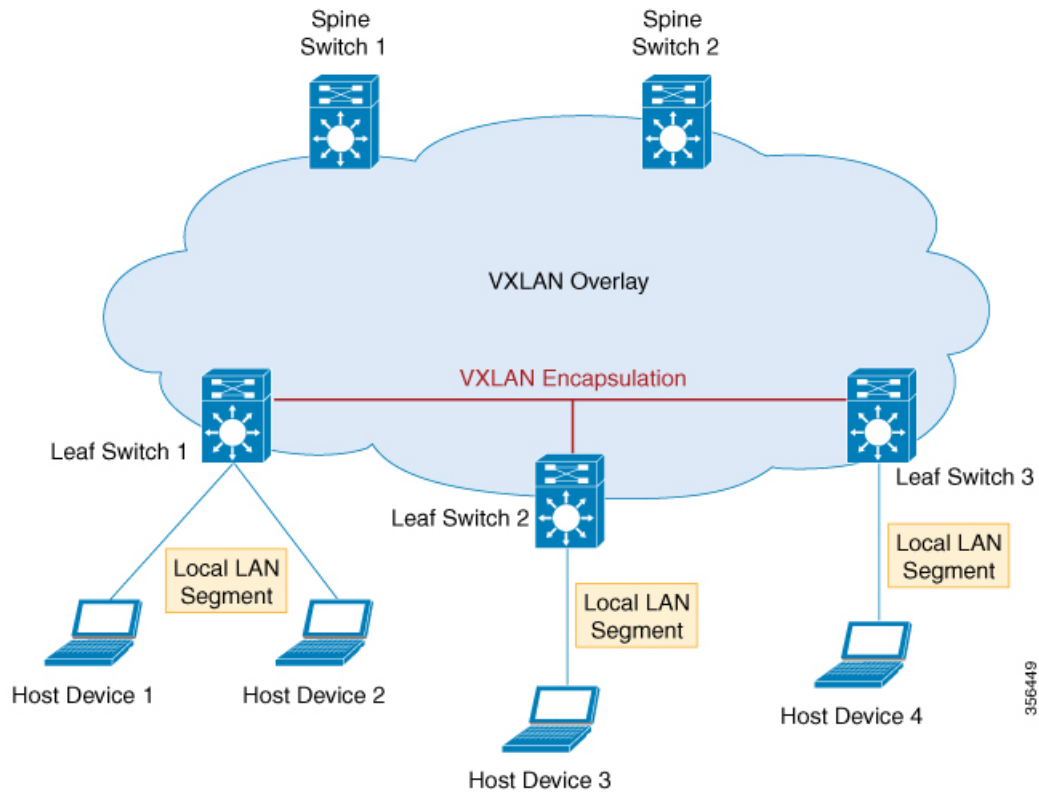 Spine
Switch 1
Spine
Switch 2
VXLAN Overlay
VXLAN Encapsulation
Leaf Switch 1
Leaf Switch 2
Leaf Switch 3
Local LAN
Segment
Local LAN
Segment
Local LAN
Segment
Host Device 1
Host Device 2
Host Device 3
Host Device 4
356449